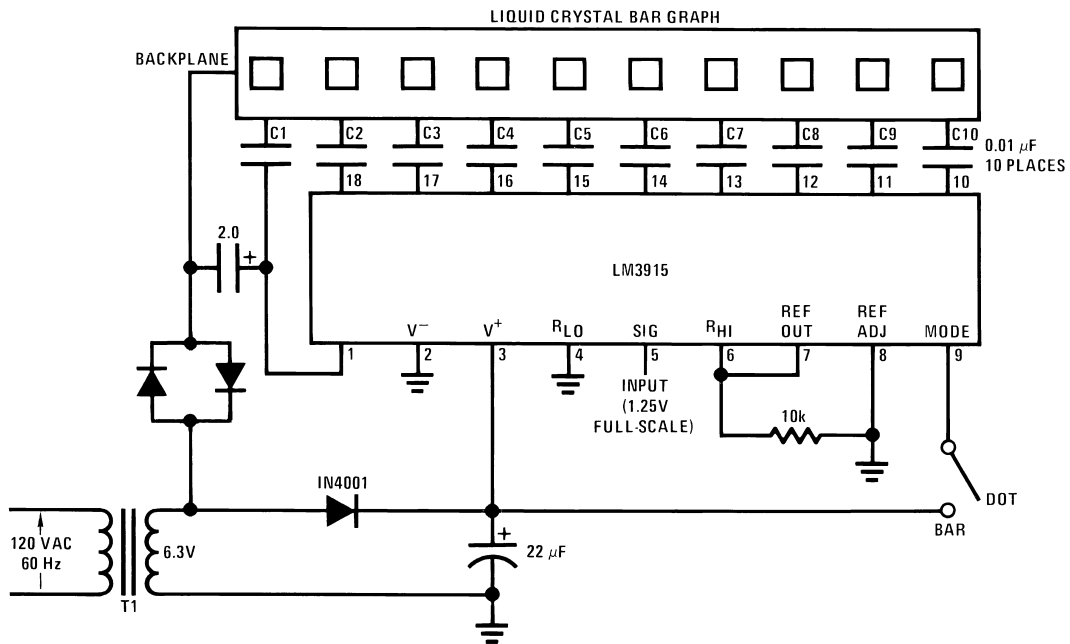 LIQUID CRYSTAL BAR GRAPH
BACKPLANE
C1 C2 C3 C4 C5 C6 C7 C8 C9 C10
0.01 μF
10 PLACES
18 17 16 15 14 13 12 11 10
2.0
+
LM3915
V− V+ RLO SIG RHI REF OUT REF ADJ MODE
1 2 3 4 5 6 7 8 9
INPUT
(1.25V
FULL-SCALE)
10k
IN4001
DOT
BAR
+
120 VAC
60 Hz
6.3V
22 μF
T1